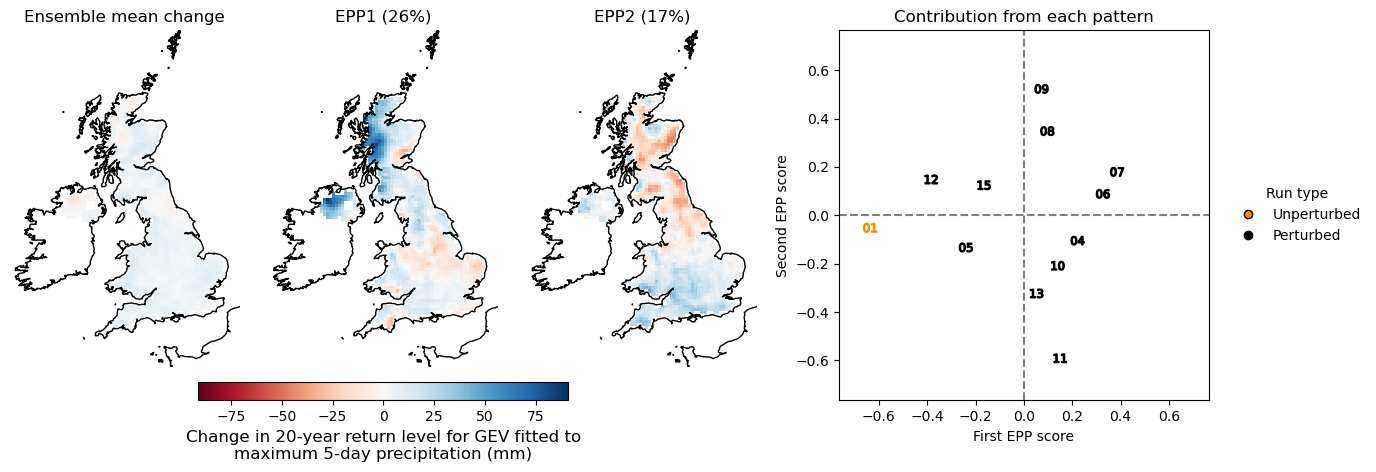 Ensemble mean change
EPP1 (26%)
EPP2 (17%)
Contribution from each pattern
−75 −50 −25 0 25 50 75
Change in 20-year return level for GEV fitted to
maximum 5-day precipitation (mm)
Second EPP score
0.6
0.4
0.2
0.0
−0.2
−0.4
−0.6
09
08
07
12
15
06
01
04
05
10
13
11
−0.6 −0.4 −0.2 0.0 0.2 0.4 0.6
First EPP score
Run type
Unperturbed
Perturbed